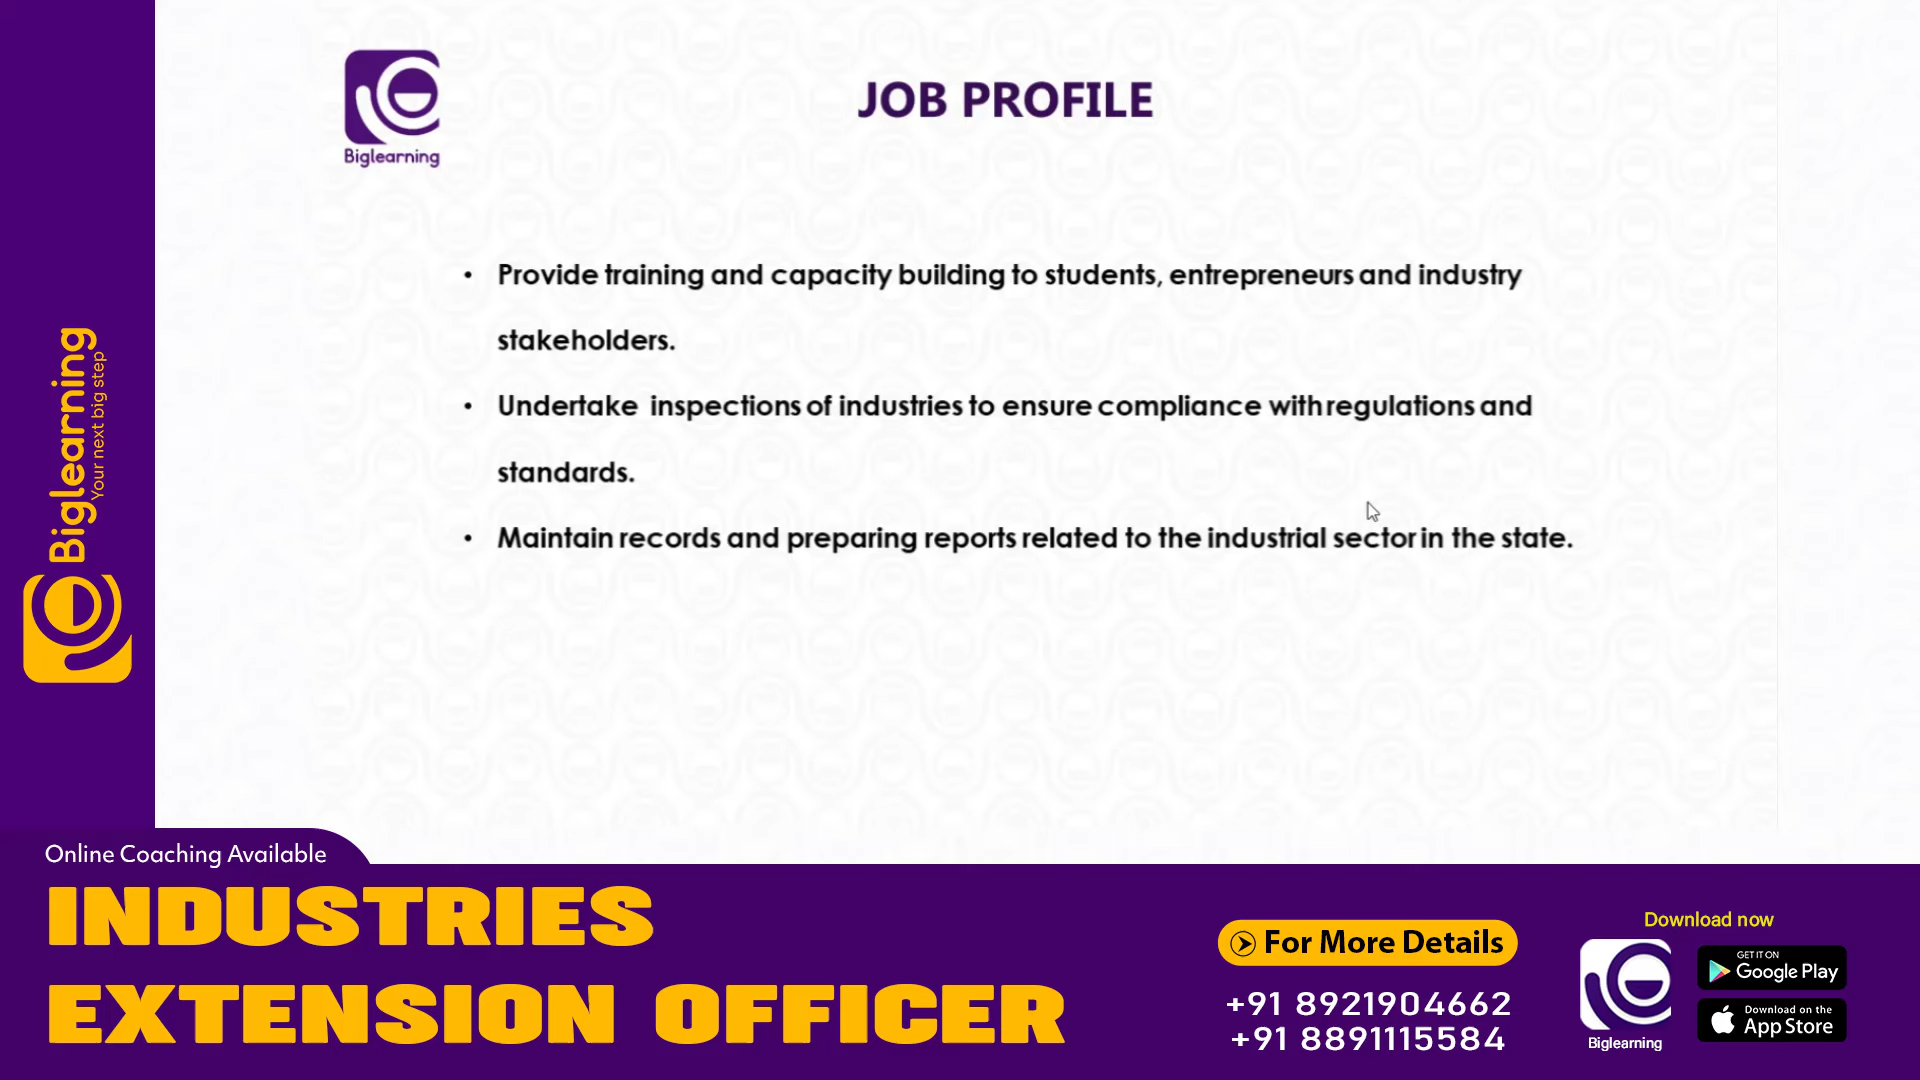 Biglearning
JOB PROFILE
• Provide training and capacity building to students, entrepreneurs and industry
stakeholders.
• Undertake inspections of industries to ensure compliance with regulations and
standards.
• Maintain records and preparing reports related to the industrial sector in the state.
Biglearning
Your next big step
Online Coaching Available
INDUSTRIES
EXTENSION OFFICER
For More Details
+91 8921904662
+91 8891115584
Download now
Biglearning
GET IT ON
Google Play
Download on the
App Store